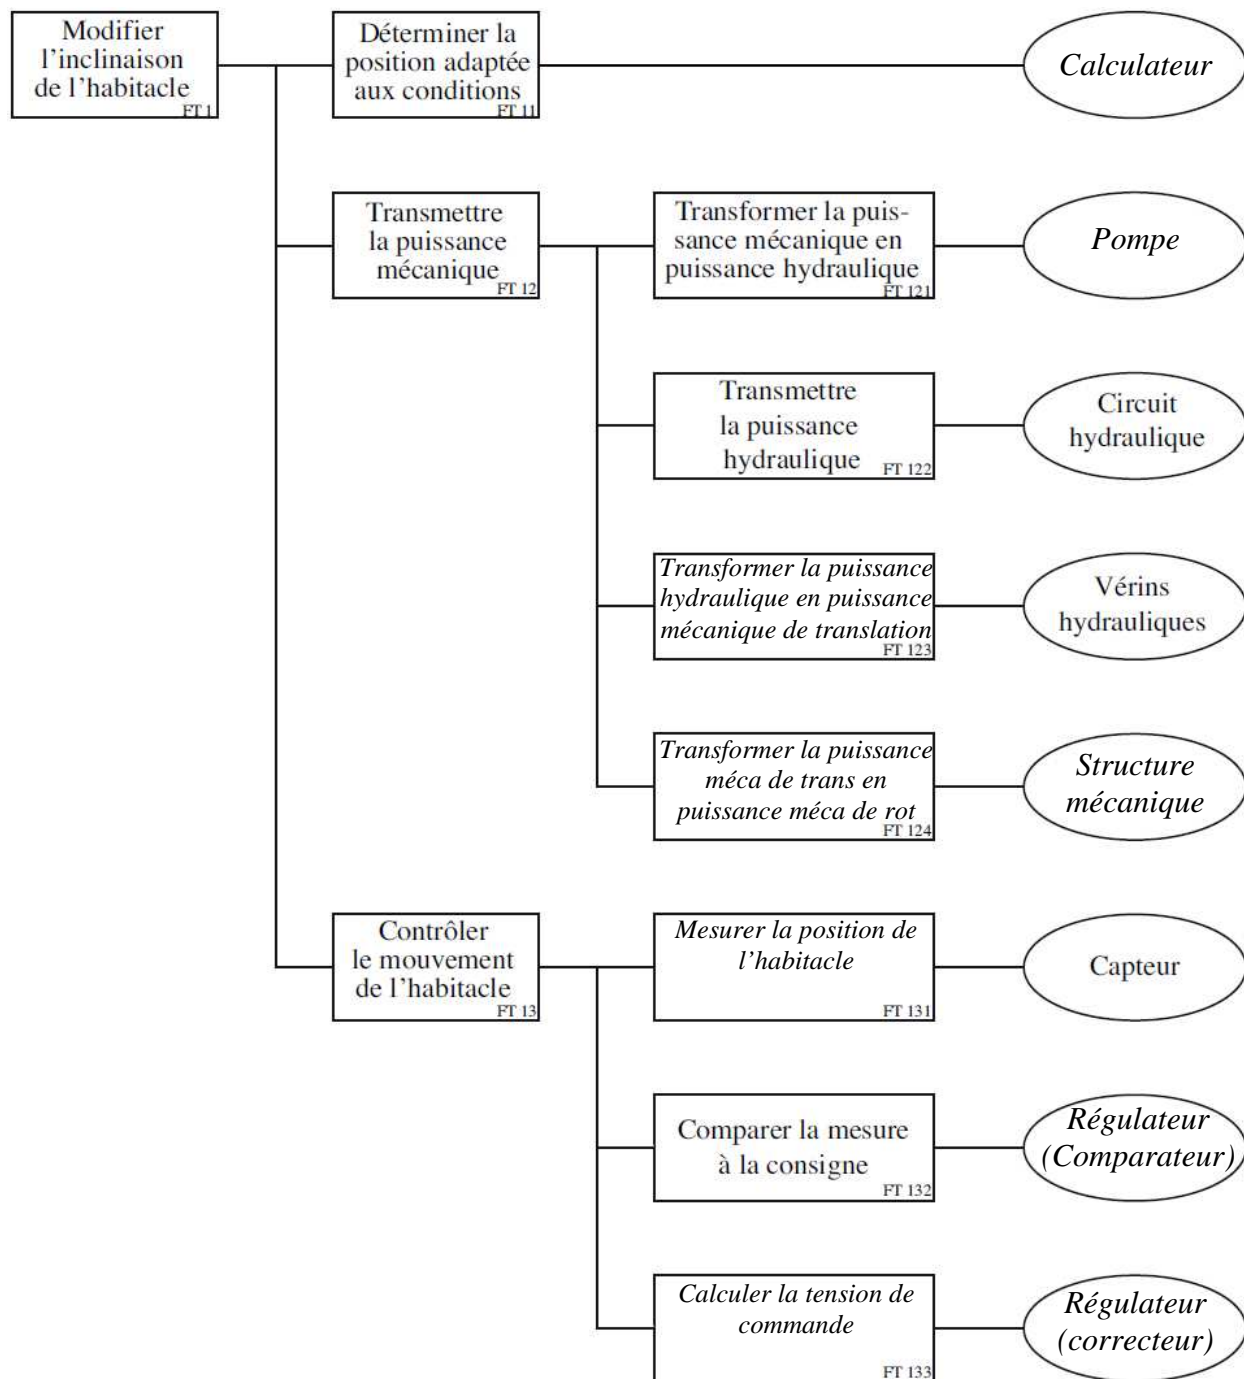 Modifier
l'inclinaison
de l'habitacle
FT 1
Déterminer la
position adaptée
aux conditions
FT 11
Calculateur
Transmettre
la puissance
mécanique
FT 12
Transformer la puis-
sance mécanique en
puissance hydraulique
FT 121
Pompe
Transmettre
la puissance
hydraulique
FT 122
Circuit
hydraulique
Transformer la puissance
hydraulique en puissance
mécanique de translation
FT 123
Vérins
hydrauliques
Transformer la puissance
méca de trans en
puissance méca de rot
FT 124
Structure
mécanique
Contrôler
le mouvement
de l'habitacle
FT 13
Mesurer la position de
l'habitacle
FT 131
Capteur
Comparer la mesure
à la consigne
FT 132
Régulateur
(Comparateur)
Calculer la tension de
commande
FT 133
Régulateur
(correcteur)